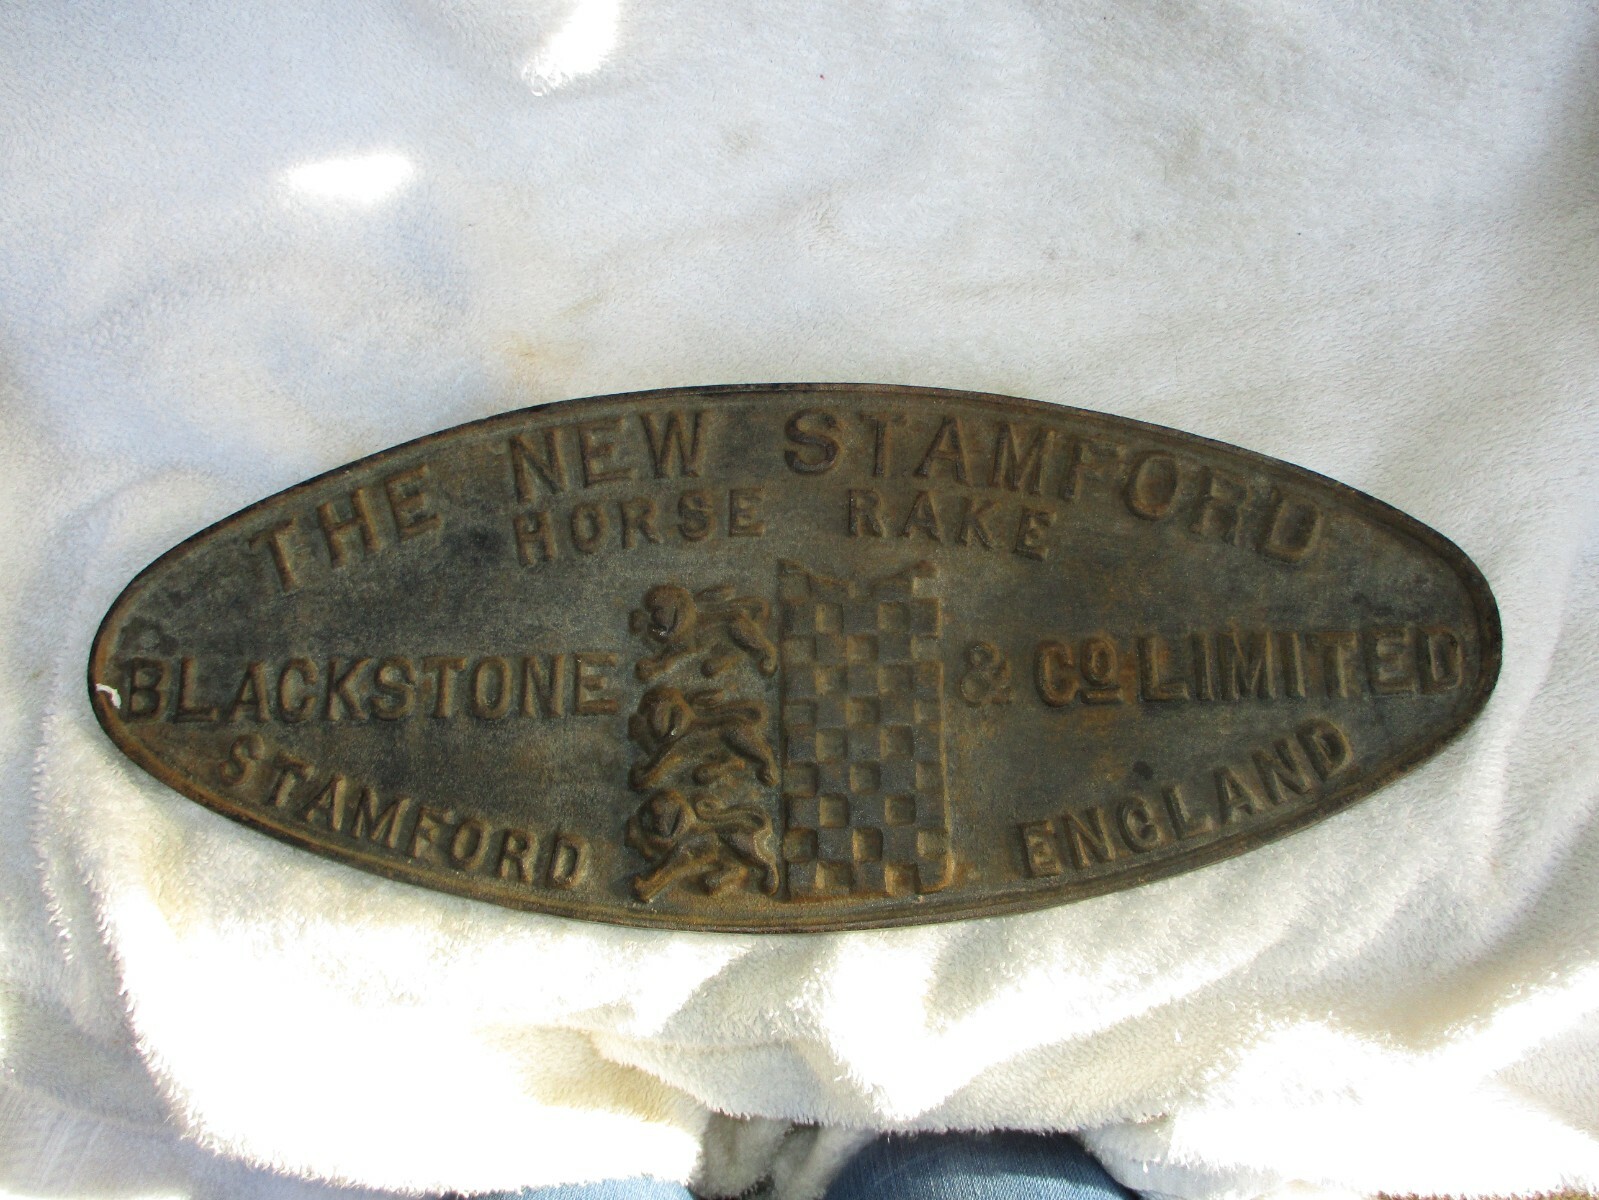 THE NEW STAMFORD
HORSE RAKE
BLACKSTONE & Cº LIMITED
STAMFORD ENGLAND